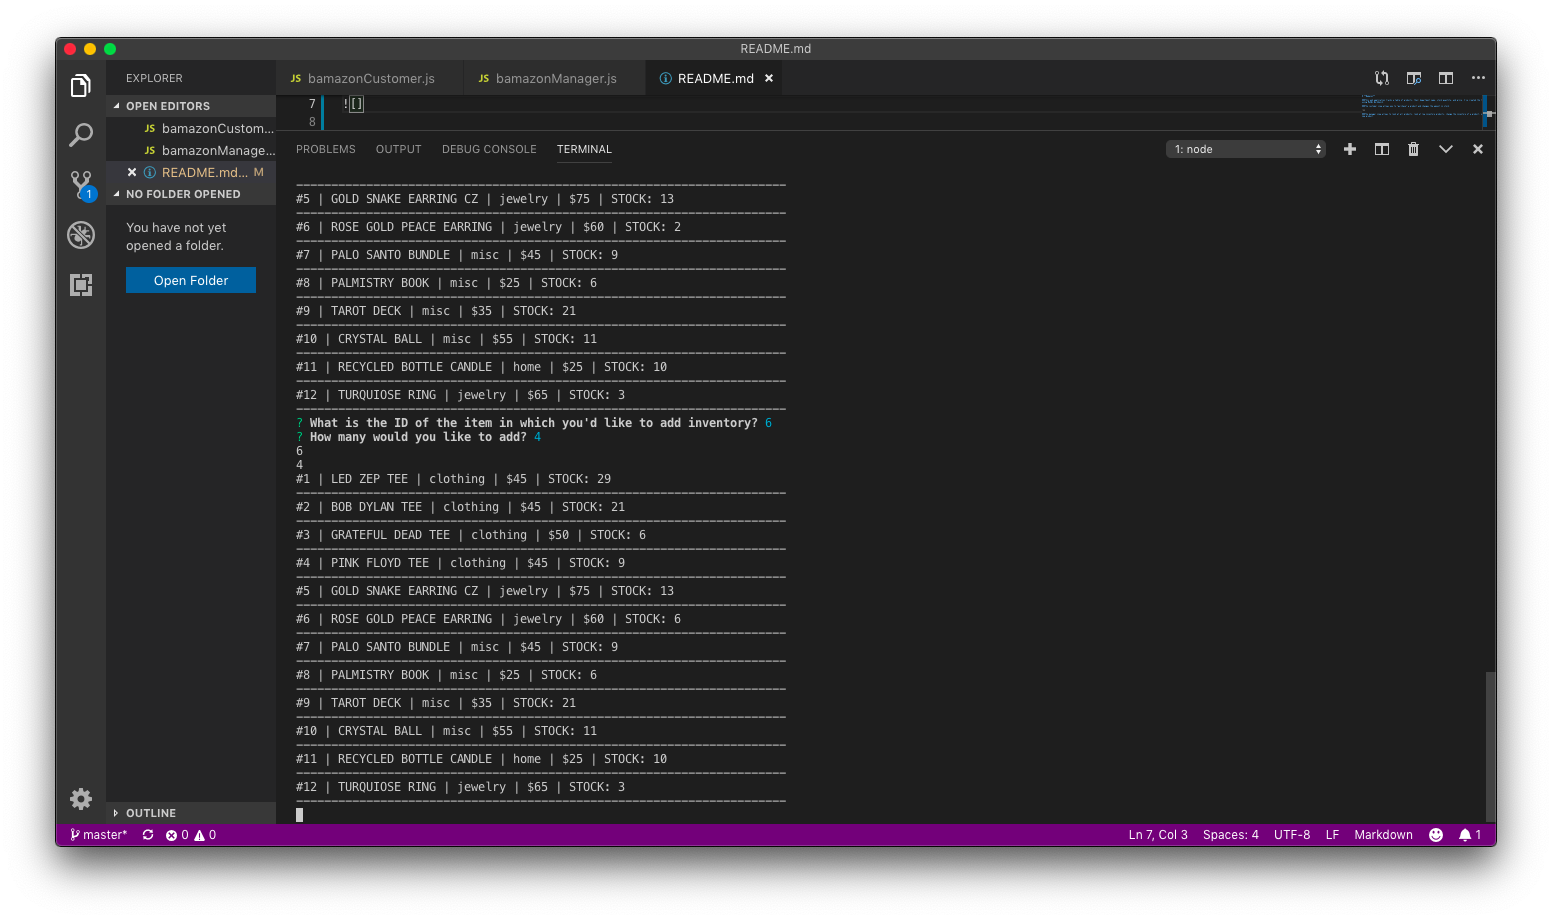 README.md
EXPLORER
JS bamazonCustomer.js
JS bamazonManager.js
README.md
OPEN EDITORS
JS bamazonCustom...
JS bamazonManage...
README.md... M
NO FOLDER OPENED
1
You have not yet
opened a folder.
Open Folder
OUTLINE
7 ![]
8
PROBLEMS OUTPUT DEBUG CONSOLE TERMINAL
1: node
#5 | GOLD SNAKE EARRING CZ | jewelry | $75 | STOCK: 13
#6 | ROSE GOLD PEACE EARRING | jewelry | $60 | STOCK: 2
#7 | PALO SANTO BUNDLE | misc | $45 | STOCK: 9
#8 | PALMISTRY BOOK | misc | $25 | STOCK: 6
#9 | TAROT DECK | misc | $35 | STOCK: 21
#10 | CRYSTAL BALL | misc | $55 | STOCK: 11
#11 | RECYCLED BOTTLE CANDLE | home | $25 | STOCK: 10
#12 | TURQUIOSE RING | jewelry | $65 | STOCK: 3
? What is the ID of the item in which you'd like to add inventory? 6
? How many would you like to add? 4
6
4
#1 | LED ZEP TEE | clothing | $45 | STOCK: 29
#2 | BOB DYLAN TEE | clothing | $45 | STOCK: 21
#3 | GRATEFUL DEAD TEE | clothing | $50 | STOCK: 6
#4 | PINK FLOYD TEE | clothing | $45 | STOCK: 9
#5 | GOLD SNAKE EARRING CZ | jewelry | $75 | STOCK: 13
#6 | ROSE GOLD PEACE EARRING | jewelry | $60 | STOCK: 6
#7 | PALO SANTO BUNDLE | misc | $45 | STOCK: 9
#8 | PALMISTRY BOOK | misc | $25 | STOCK: 6
#9 | TAROT DECK | misc | $35 | STOCK: 21
#10 | CRYSTAL BALL | misc | $55 | STOCK: 11
#11 | RECYCLED BOTTLE CANDLE | home | $25 | STOCK: 10
#12 | TURQUIOSE RING | jewelry | $65 | STOCK: 3
master* 0 0
Ln 7, Col 3 Spaces: 4 UTF-8 LF Markdown 1